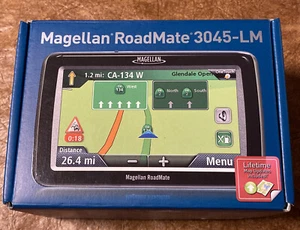 Magellan® RoadMate® 3045-LM
MAGELLAN
1.2 mi: CA-134 W
Glendale Open
West
North
South
0:18
Distance
26.4 mi
Menu
Magellan RoadMate
Lifetime